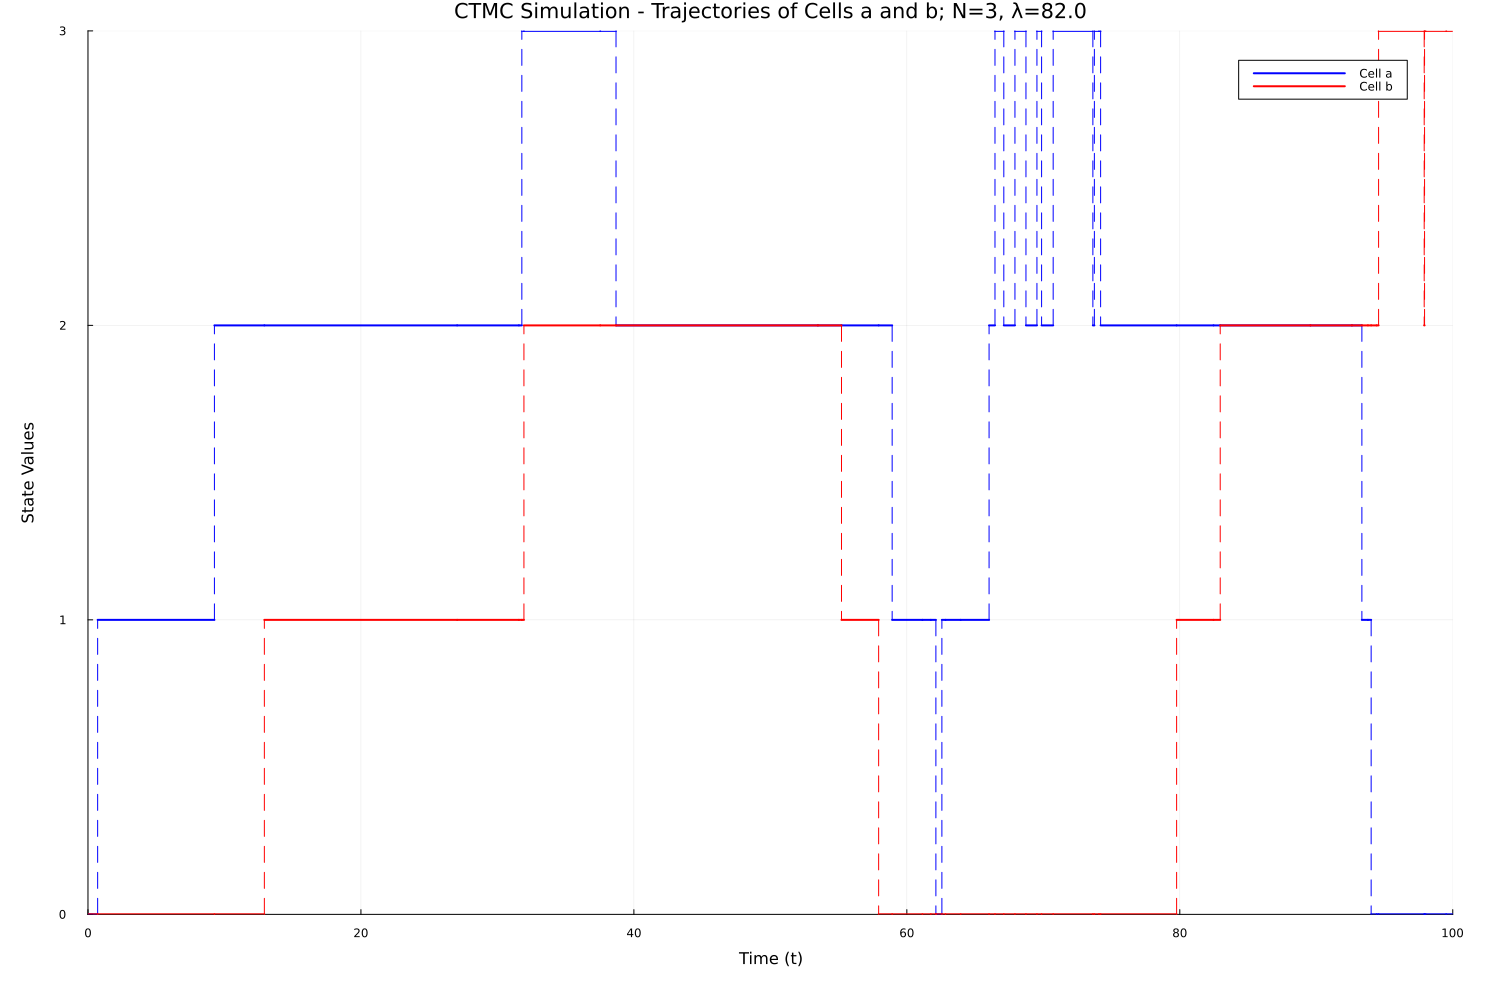 CTMC Simulation - Trajectories of Cells a and b; N=3, λ=82.0
3
Cell a
Cell b
2
State Values
1
0
0 20 40 60 80 100
Time (t)